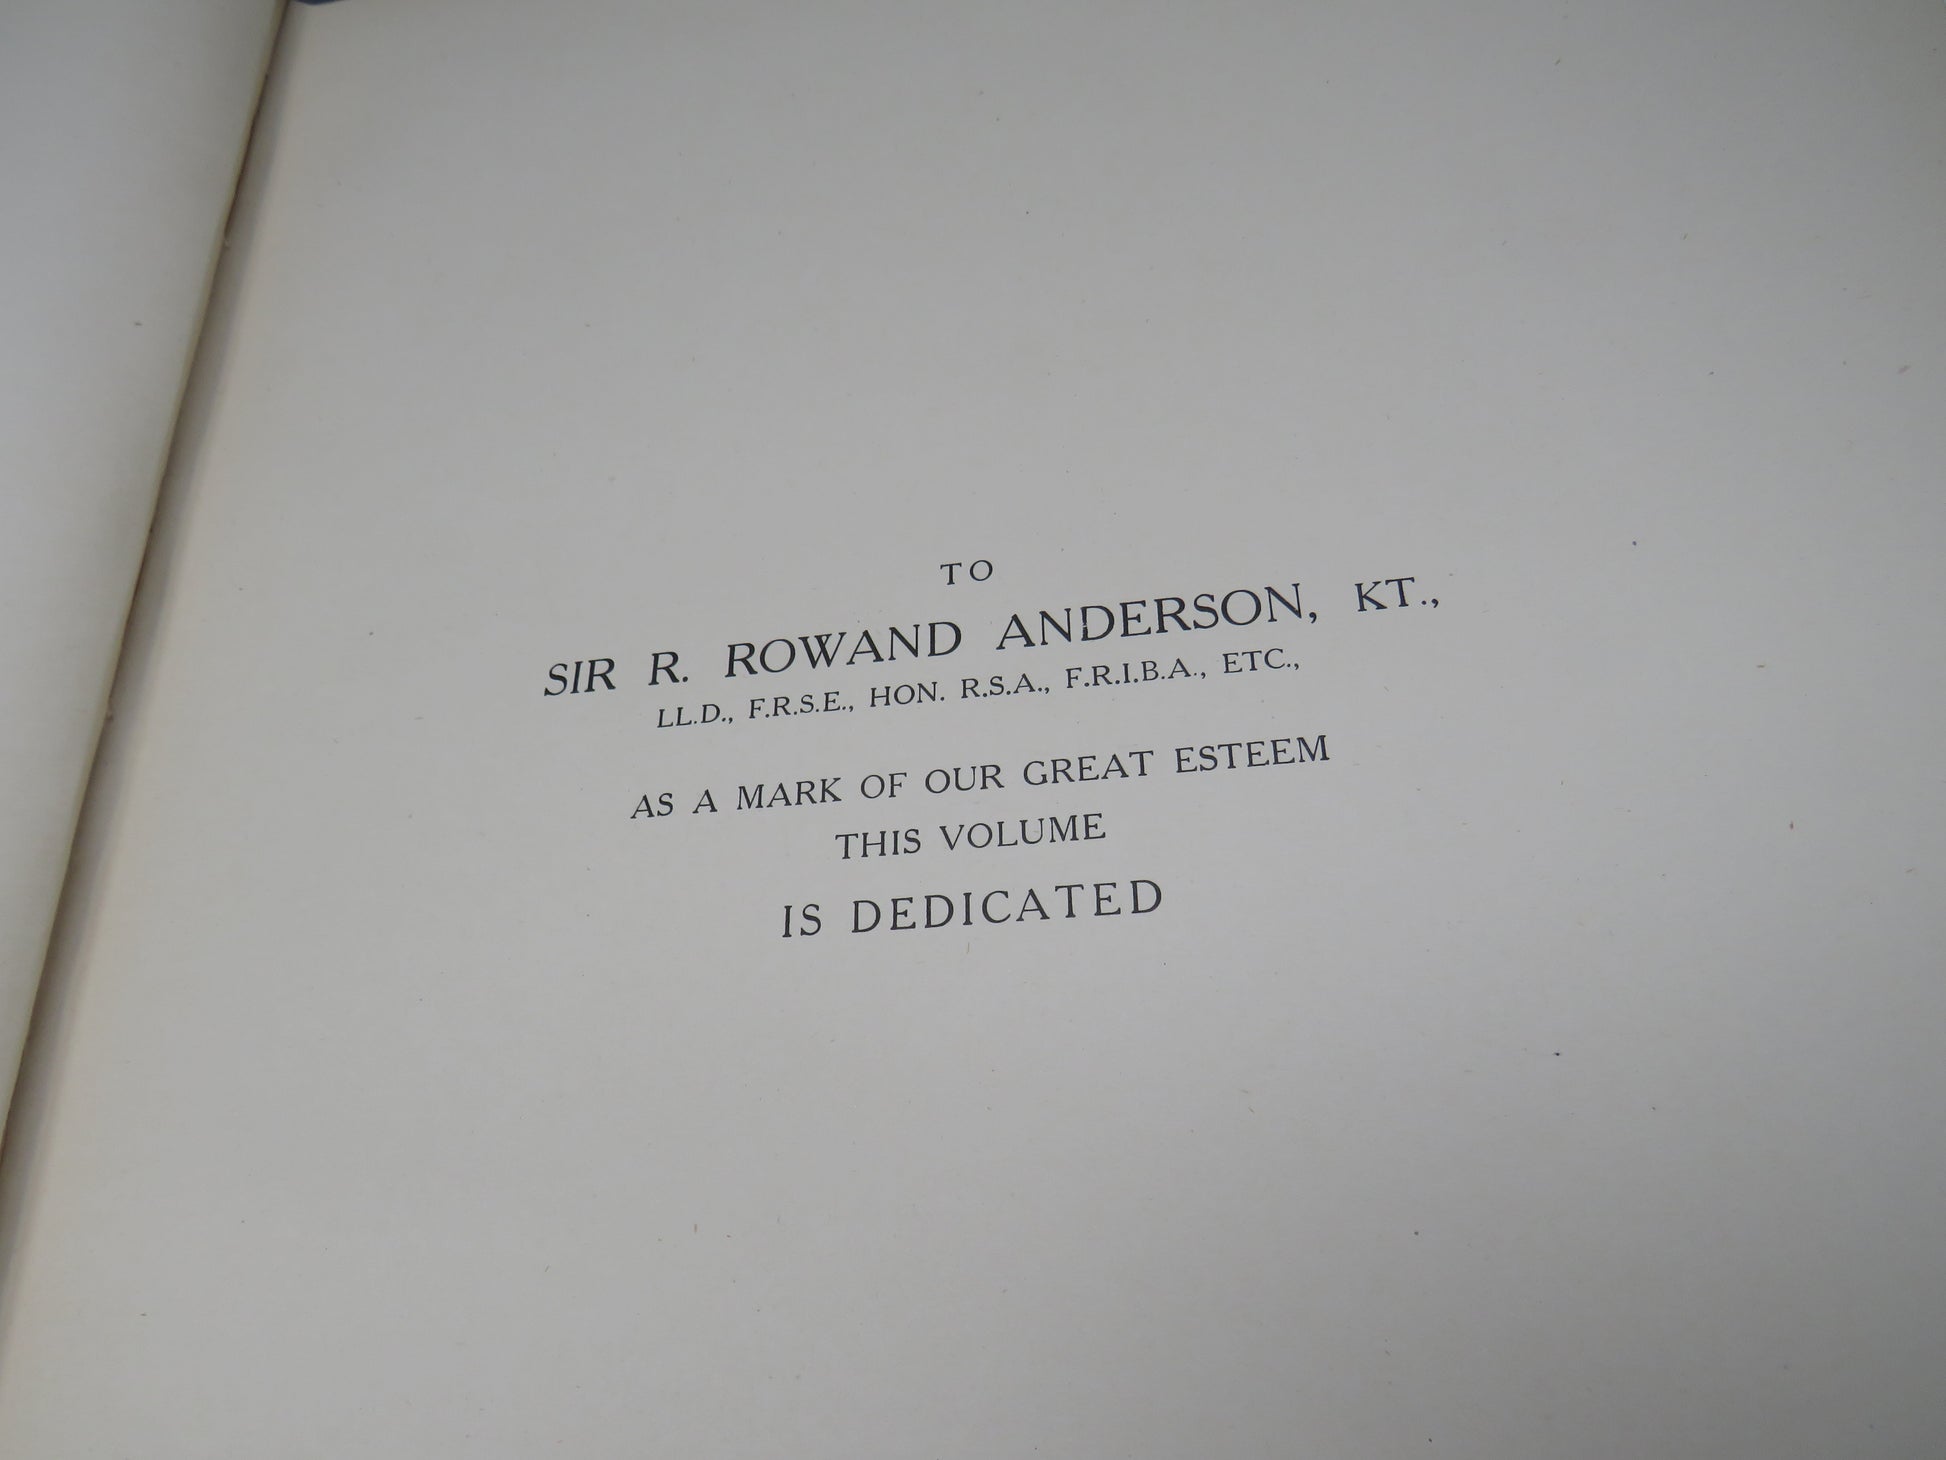 TO
SIR R. ROWAND ANDERSON, KT.,
LL.D., F.R.S.E., HON. R.S.A., F.R.I.B.A., ETC.,
AS A MARK OF OUR GREAT ESTEEM
THIS VOLUME
IS DEDICATED